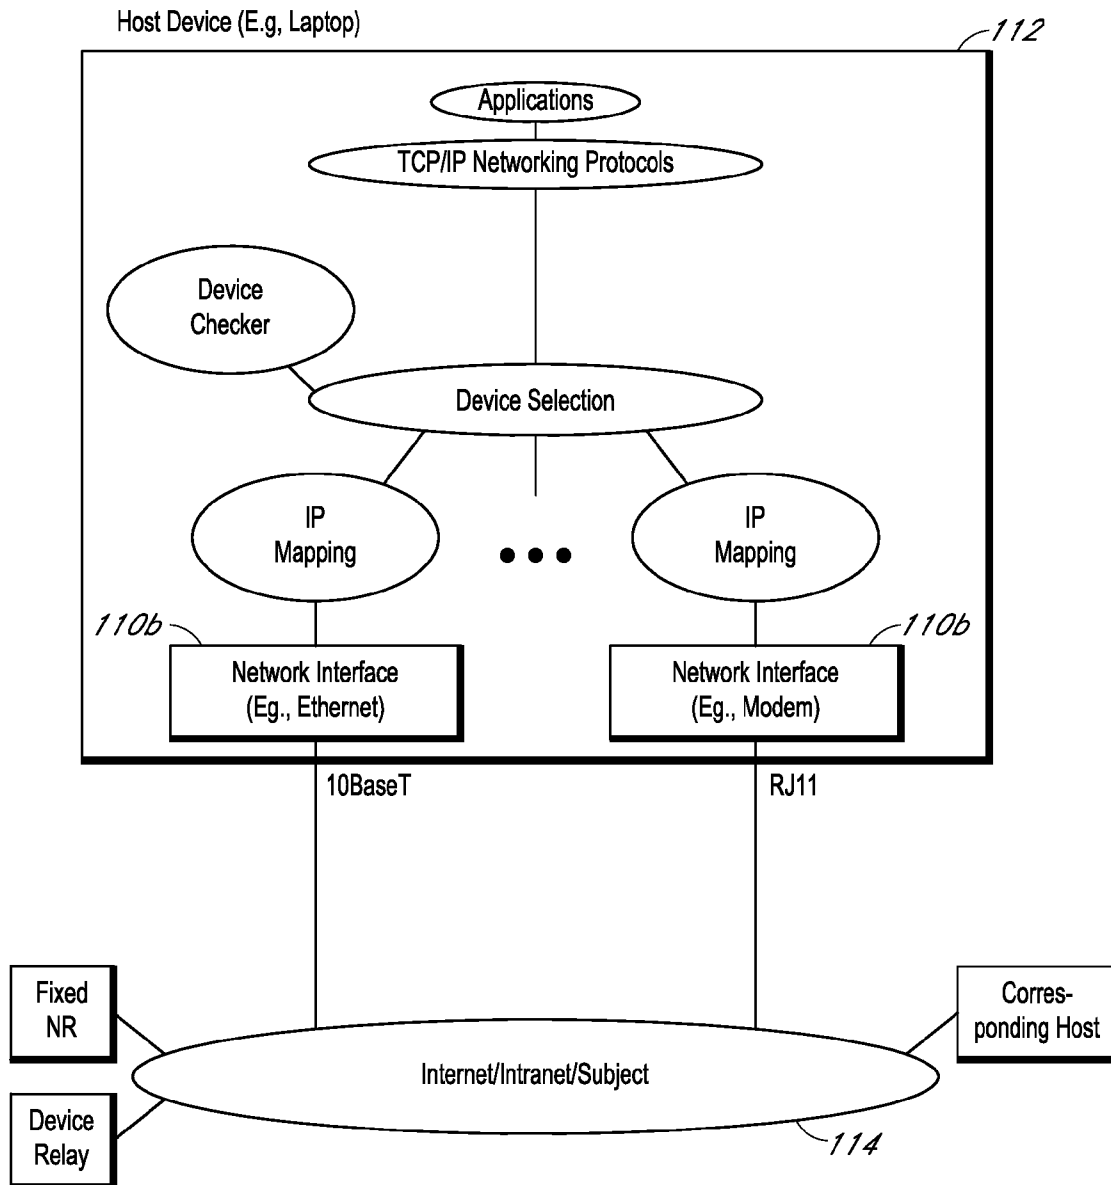 Host Device (E.g, Laptop)
112
Applications
TCP/IP Networking Protocols
Device
Checker
Device Selection
IP
Mapping
IP
Mapping
110b
110b
Network Interface
(Eg., Ethernet)
Network Interface
(Eg., Modem)
10BaseT
RJ11
Fixed
NR
Corres-
ponding Host
Internet/Intranet/Subject
Device
Relay
114